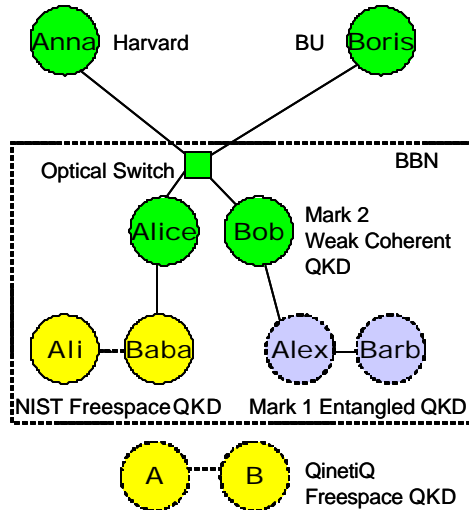 Anna
Harvard
BU
Boris
BBN
Optical Switch
Alice
Bob
Mark 2
Weak Coherent
QKD
Ali
Baba
Alex
Barb
NIST Freespace QKD
Mark 1 Entangled QKD
A
B
QinetiQ
Freespace QKD